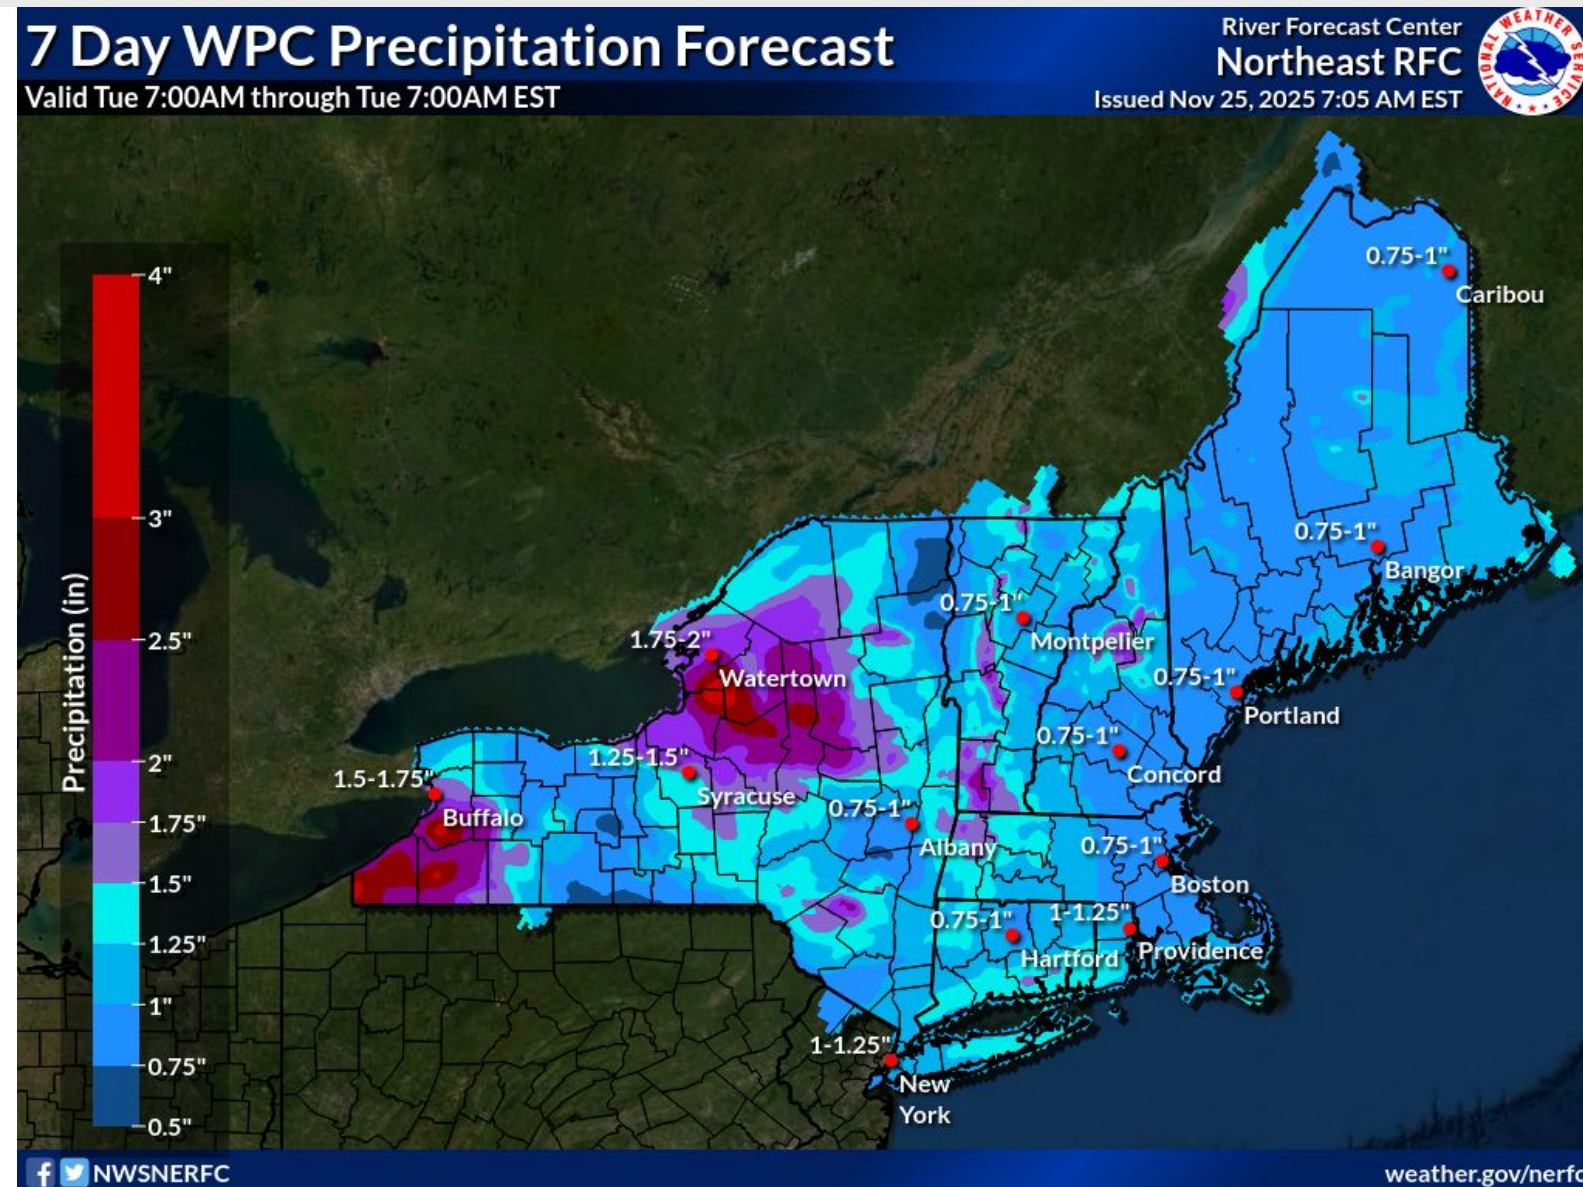 7 Day WPC Precipitation Forecast
Valid Tue 7:00AM through Tue 7:00AM EST
River Forecast Center
Northeast RFC
Issued Nov 25, 2025 7:05 AM EST
NATIONAL WEATHER SERVICE
Precipitation (in)
4"
3"
2.5"
2"
1.75"
1.5"
1.25"
1"
0.75"
0.5"
0.75-1"
Caribou
0.75-1"
Bangor
0.75-1"
Montpelier
1.75-2"
Watertown
0.75-1"
Portland
0.75-1"
Concord
1.25-1.5"
Syracuse
1.5-1.75"
Buffalo
0.75-1"
Albany
0.75-1"
Boston
0.75-1"
Hartford
1-1.25"
Providence
1-1.25"
New
York
NWSNERFC
weather.gov/nerfc